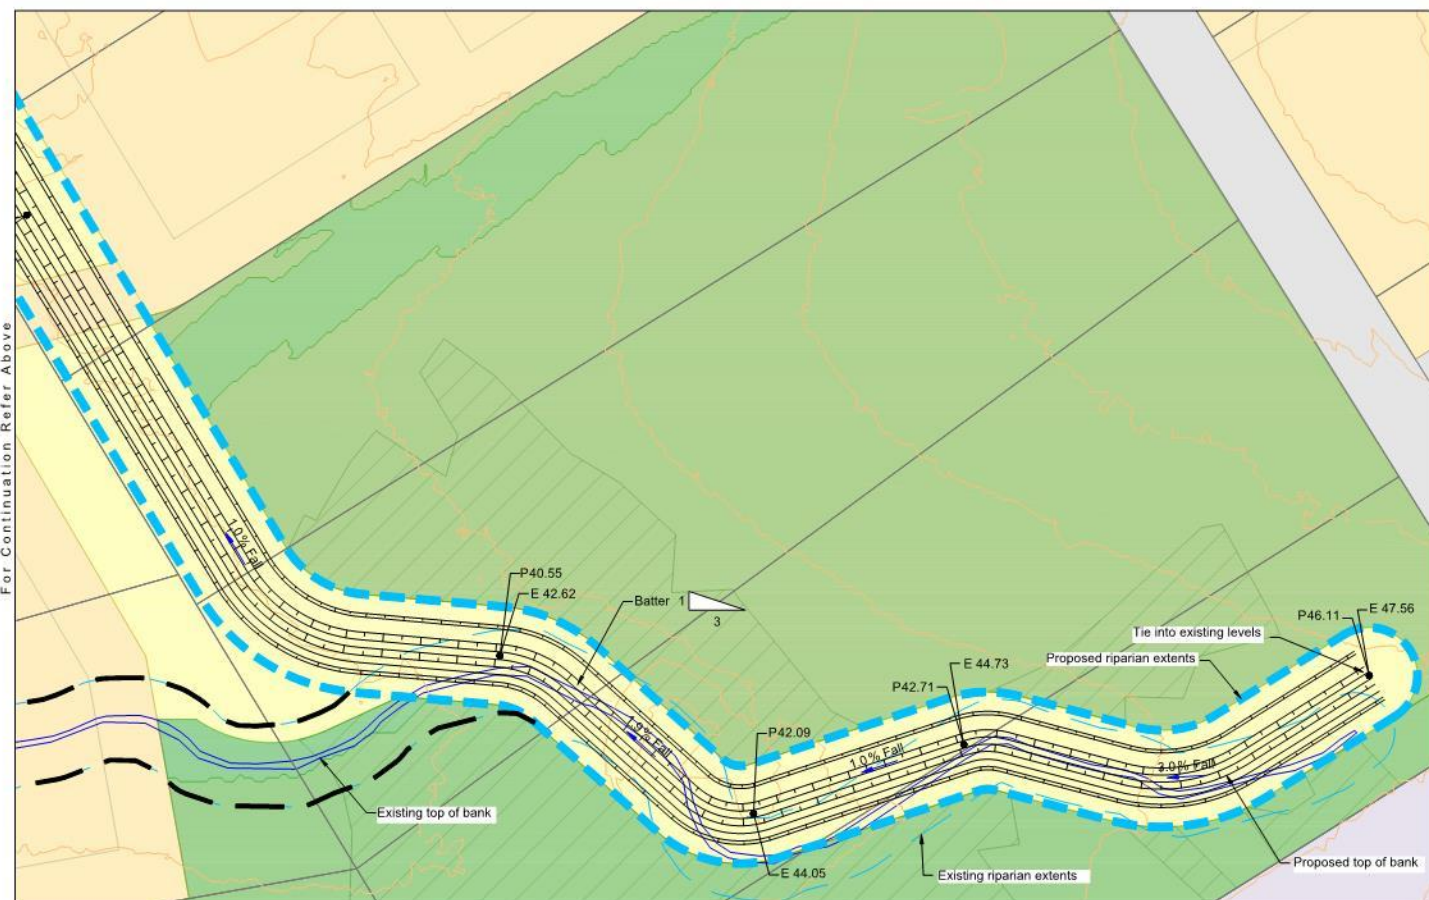 For Continuation Refer Above
1.0% Fall
P40.55
E 42.62
Batter 1
3
1.9% Fall
P42.09
E 44.05
1.0% Fall
P42.71
E 44.73
3.0% Fall
P46.11
E 47.56
Tie into existing levels
Proposed riparian extents
Existing top of bank
Existing riparian extents
Proposed top of bank